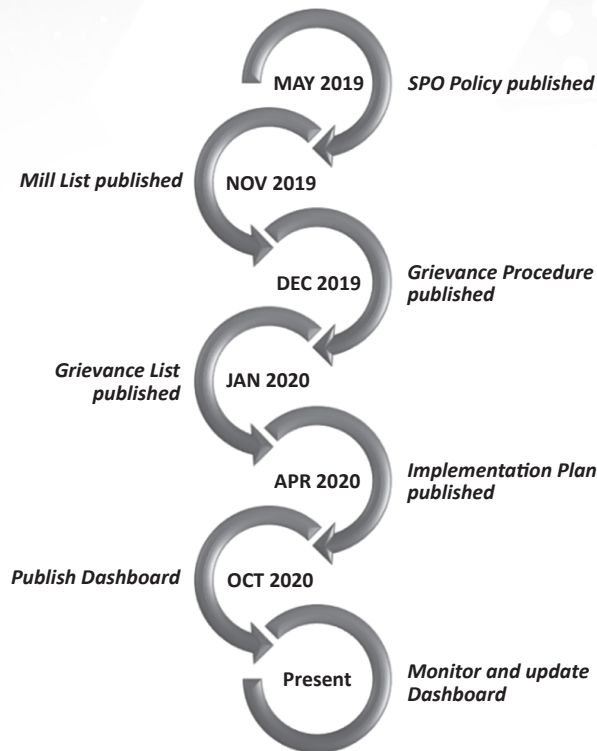 MAY 2019
SPO Policy published
Mill List published
NOV 2019
DEC 2019
Grievance Procedure
published
Grievance List
published
JAN 2020
APR 2020
Implementation Plan
published
Publish Dashboard
OCT 2020
Present
Monitor and update
Dashboard